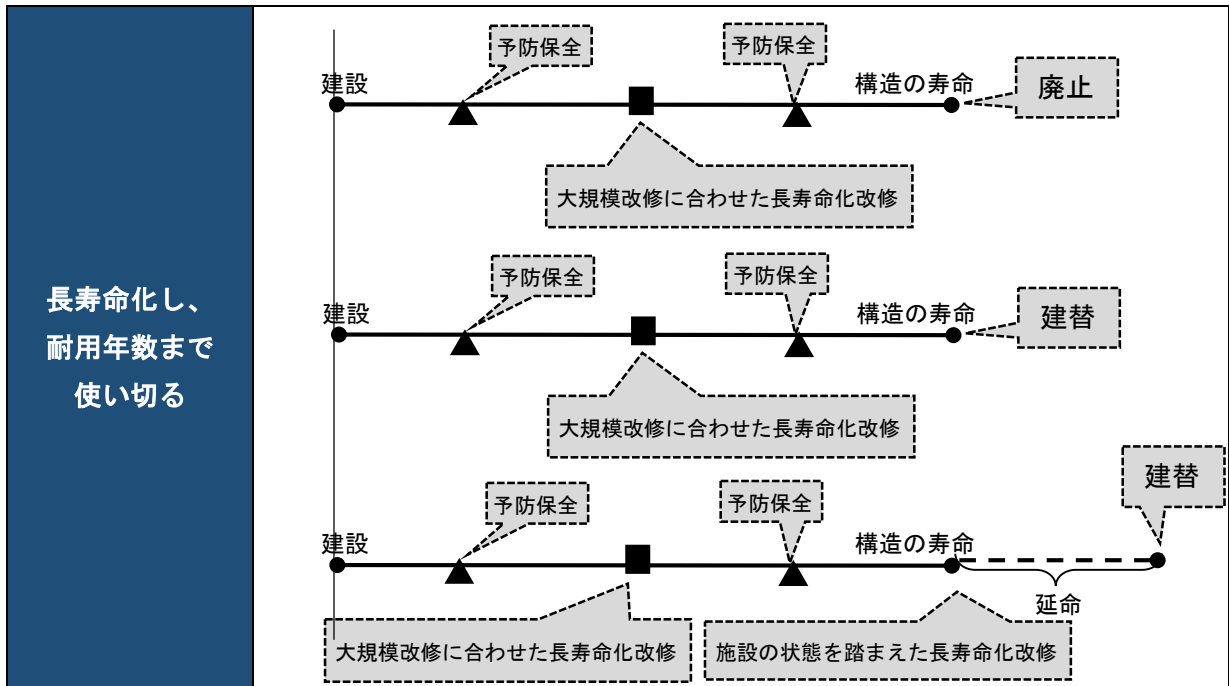 長寿命化し、
耐用年数まで
使い切る
予防保全
予防保全
建設
構造の寿命
廃止
大規模改修に合わせた長寿命化改修
予防保全
予防保全
建設
構造の寿命
建替
大規模改修に合わせた長寿命化改修
建替
予防保全
予防保全
建設
構造の寿命
延命
大規模改修に合わせた長寿命化改修
施設の状態を踏まえた長寿命化改修